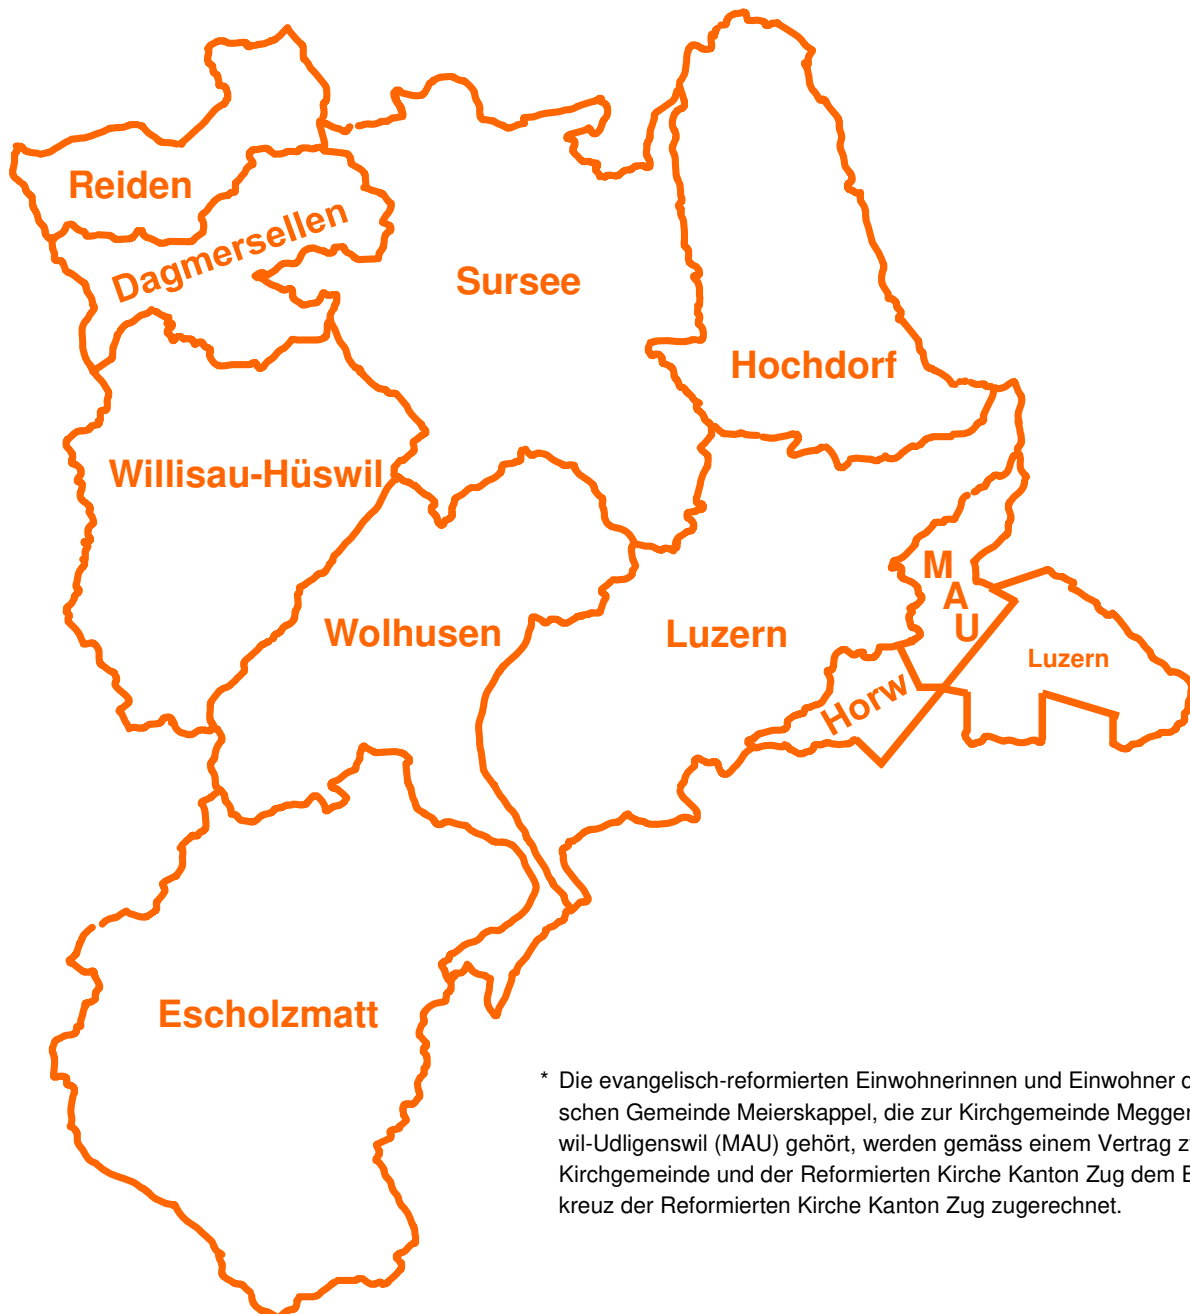 Reiden
Dagmersellen
Sursee
Hochdorf
Willisau-Hüswil
M
A
U
Wolhusen
Luzern
Luzern
Horw
Escholzmatt
* Die evangelisch-reformierten Einwohnerinnen und Einwohner
schen Gemeinde Meierskappel, die zur Kirchgemeinde
wil-Udligenswil (MAU) gehört, werden gemäss einem Vertrag
Kirchgemeinde und der Reformierten Kirche Kanton Zug dem
kreuz der Reformierten Kirche Kanton Zug zugerechnet.